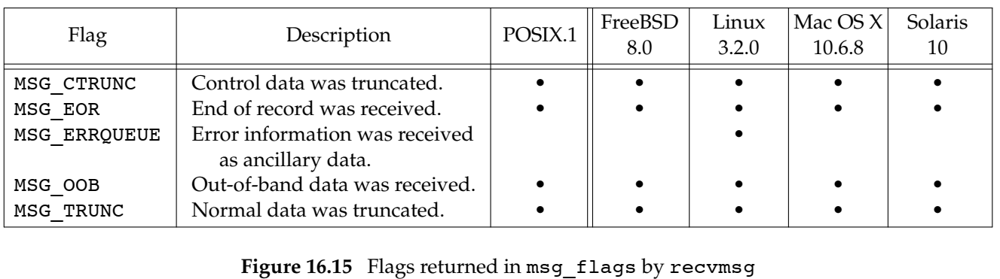 Flag Description POSIX.1 FreeBSD 8.0 Linux 3.2.0 Mac OS X 10.6.8 Solaris 10
MSG_CTRUNC Control data was truncated. • • • • •
MSG_EOR End of record was received. • • • • •
MSG_ERRQUEUE Error information was received •
as ancillary data.
MSG_OOB Out-of-band data was received. • • • • •
MSG_TRUNC Normal data was truncated. • • • • •
Figure 16.15 Flags returned in msg_flags by recvmsg